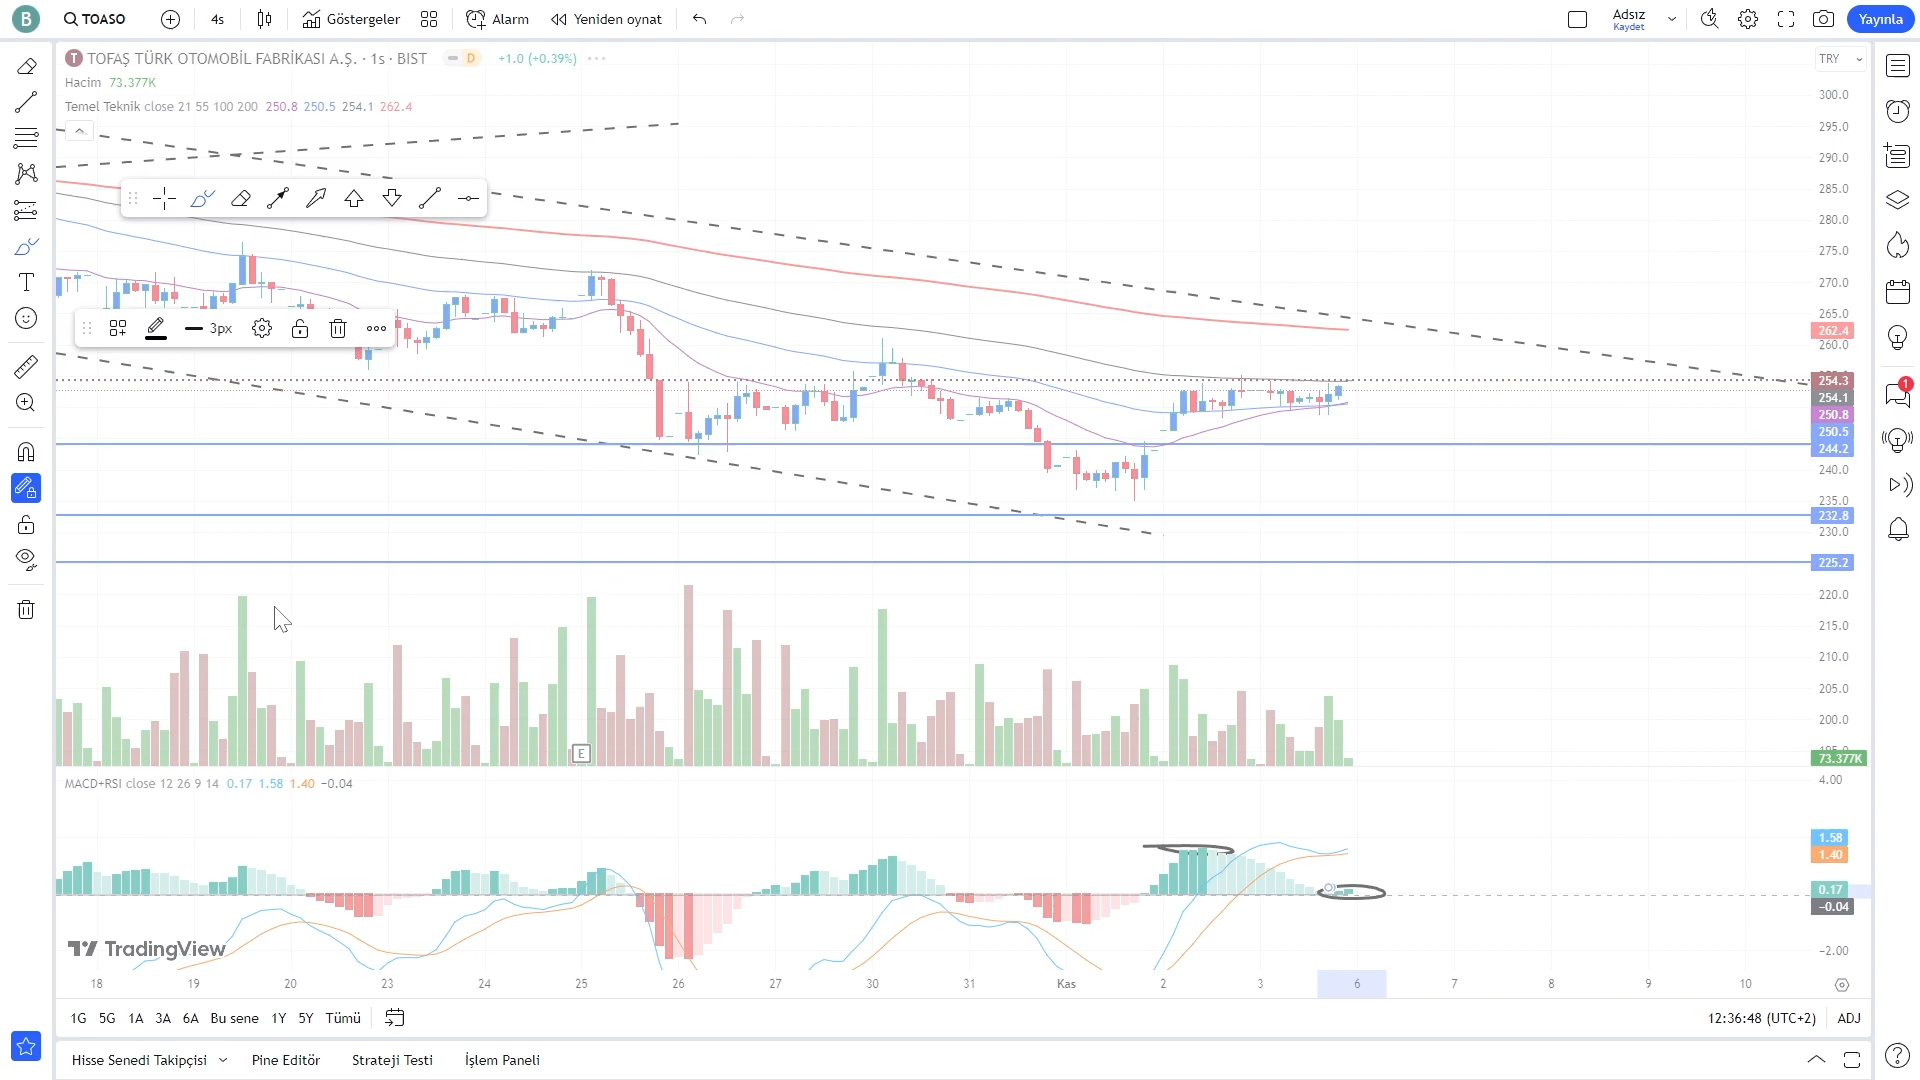 B
TOASO
4s
Göstergeler
Alarm
Yeniden oynat
Adsız
Kaydet
Yayınla
T
TOFAŞ TÜRK OTOMOBİL FABRİKASI A.Ş. · 1s · BIST
D
+1.0 (+0.39%)
TRY
Hacim 73.377K
Temel Teknik close 21 55 100 200 250.8 250.5 254.1 262.4
300.0
295.0
290.0
285.0
280.0
275.0
270.0
265.0
262.4
260.0
254.3
254.1
250.8
250.5
244.2
240.0
235.0
232.8
230.0
225.2
220.0
215.0
210.0
205.0
200.0
195.0
73.377K
3px
T
1
E
MACD+RSI close 12 26 9 14 0.17 1.58 1.40 −0.04
4.00
1.58
1.40
0.17
−0.04
−2.00
TradingView
18 19 20 23 24 25 26 27 30 31 Kas 2 3 6 7 8 9 10
1G 5G 1A 3A 6A Bu sene 1Y 5Y Tümü
12:36:48 (UTC+2) ADJ
Hisse Senedi Takipçisi Pine Editör Strateji Testi İşlem Paneli